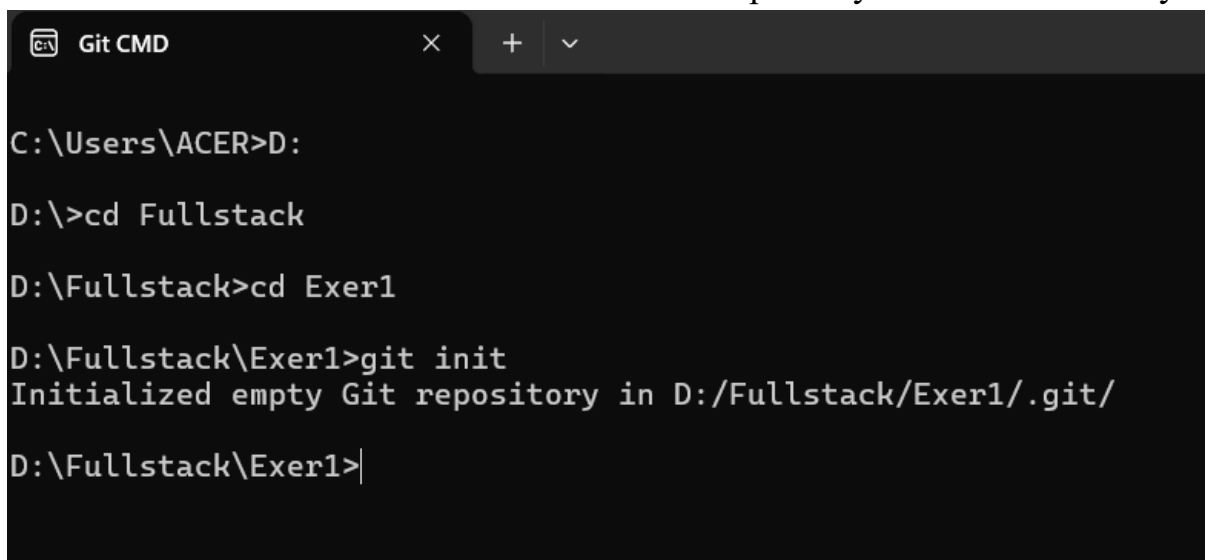 Git CMD
C:\Users\ACER>D:
D:\>cd Fullstack
D:\Fullstack>cd Exer1
D:\Fullstack\Exer1>git init
Initialized empty Git repository in D:/Fullstack/Exer1/.git/
D:\Fullstack\Exer1>